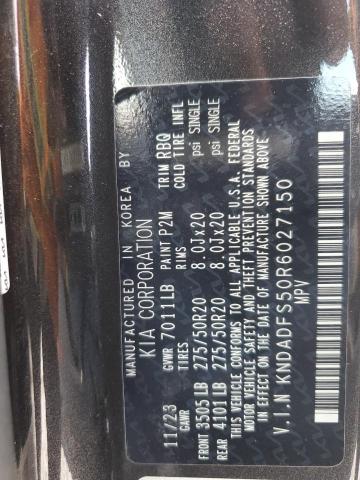 MANUFACTURED IN KOREA BY
KIA CORPORATION
11/23 GVWR 7011LB PAINT P2M TRIM RBQ
GAWR TIRES COLD TIRE INFL
FRONT 3505LB 275/50R20 8.0Jx20 psi SINGLE
REAR 4101LB 275/50R20 8.0Jx20 psi SINGLE
THIS VEHICLE CONFORMS TO ALL APPLICABLE U.S.A. FEDERAL
MOTOR VEHICLE SAFETY AND THEFT PREVENTION STANDARDS
IN EFFECT ON THE DATE OF MANUFACTURE SHOWN ABOVE.
V.I.N KNDADFS50R6027150
MPV